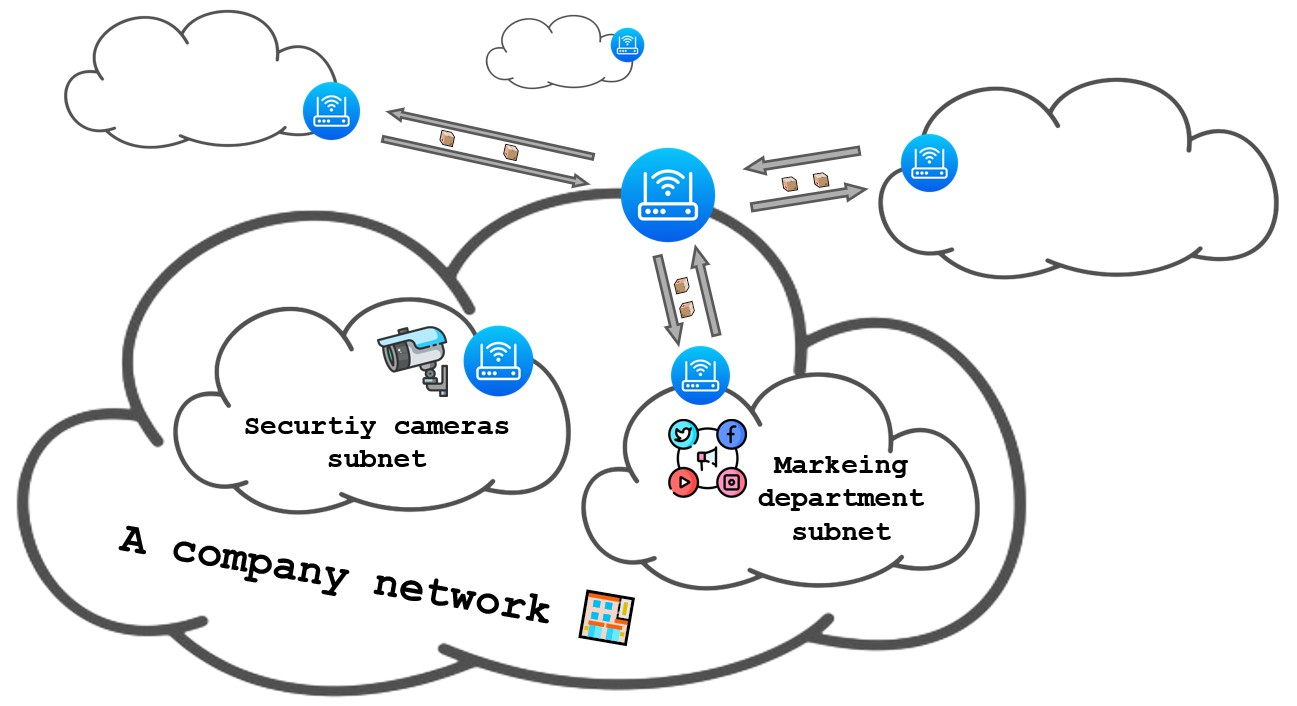 Securtiy cameras
subnet
Markeing
department
subnet
A company network